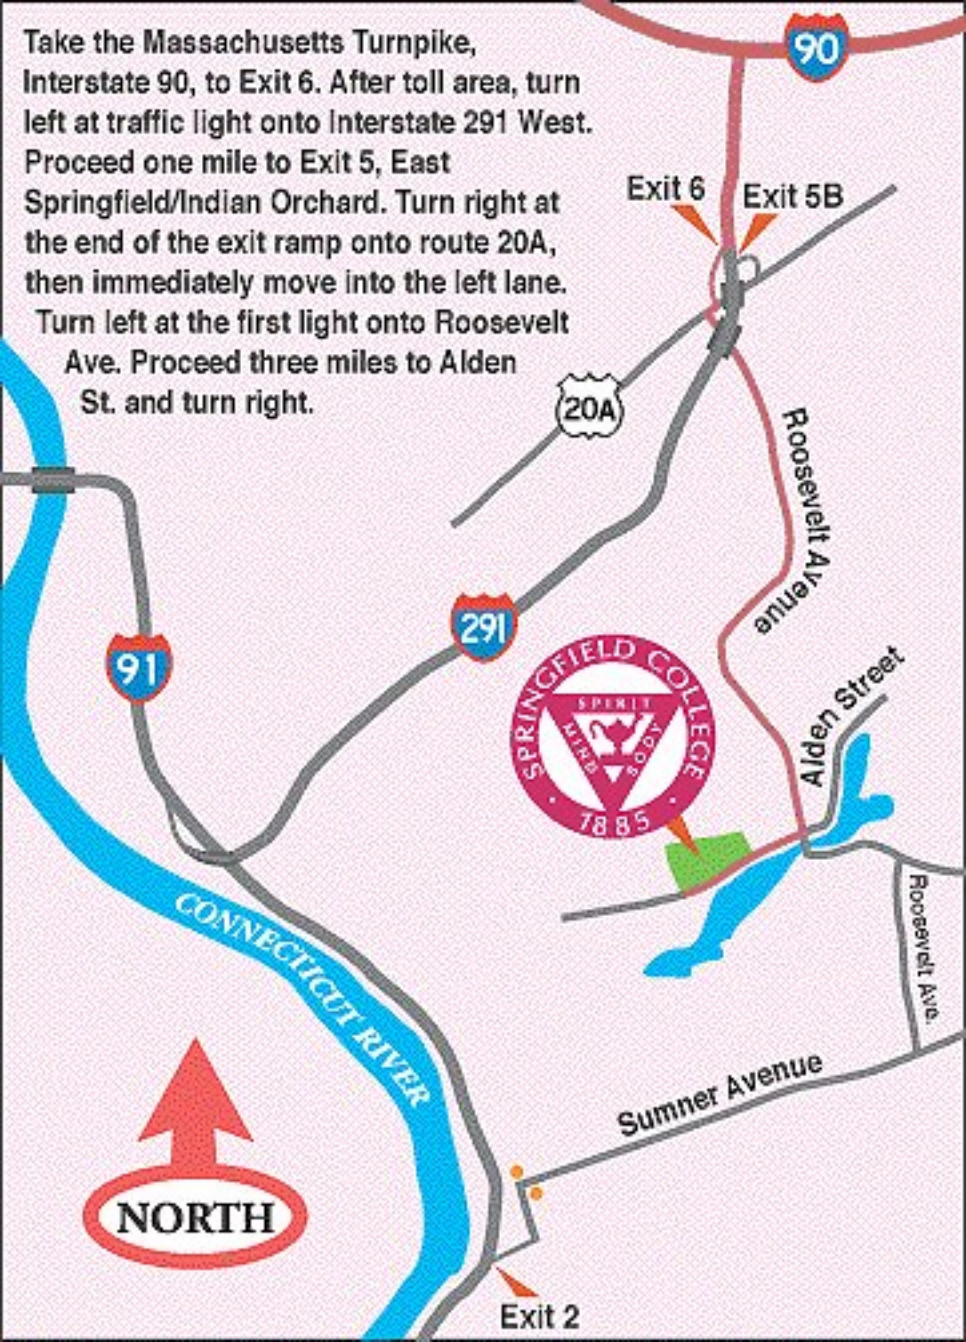 Take the Massachusetts Turnpike,
Interstate 90, to Exit 6. After toll area, turn
left at traffic light onto Interstate 291 West.
Proceed one mile to Exit 5, East
Springfield/Indian Orchard. Turn right at
the end of the exit ramp onto route 20A,
then immediately move into the left lane.
Turn left at the first light onto Roosevelt
Ave. Proceed three miles to Alden
St. and turn right.
90
Exit 6
Exit 5B
20A
Roosevelt Avenue
291
91
SPRINGFIELD COLLEGE
SPIRIT
MIND
BODY
· 1885 ·
Alden Street
Roosevelt Ave.
CONNECTICUT RIVER
Sumner Avenue
NORTH
Exit 2